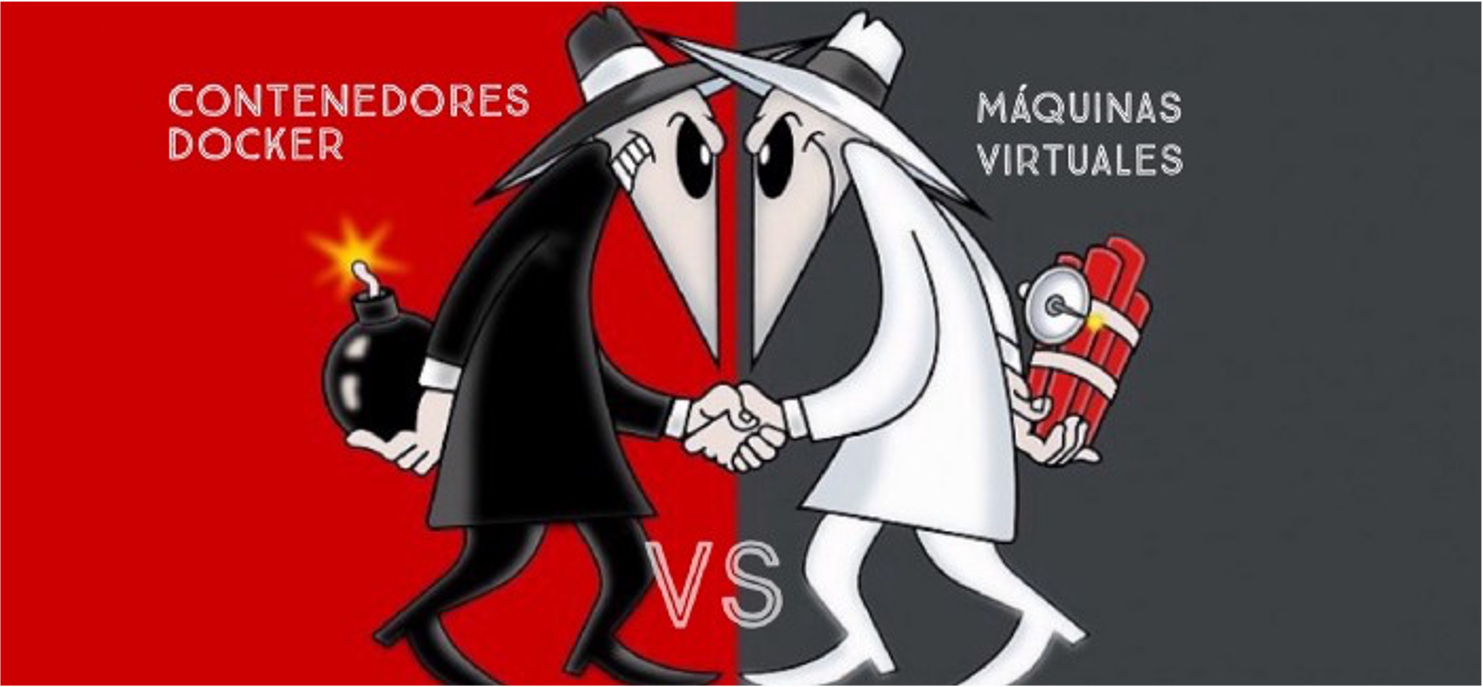 CONTENEDORES
DOCKER
MÁQUINAS
VIRTUALES
VS